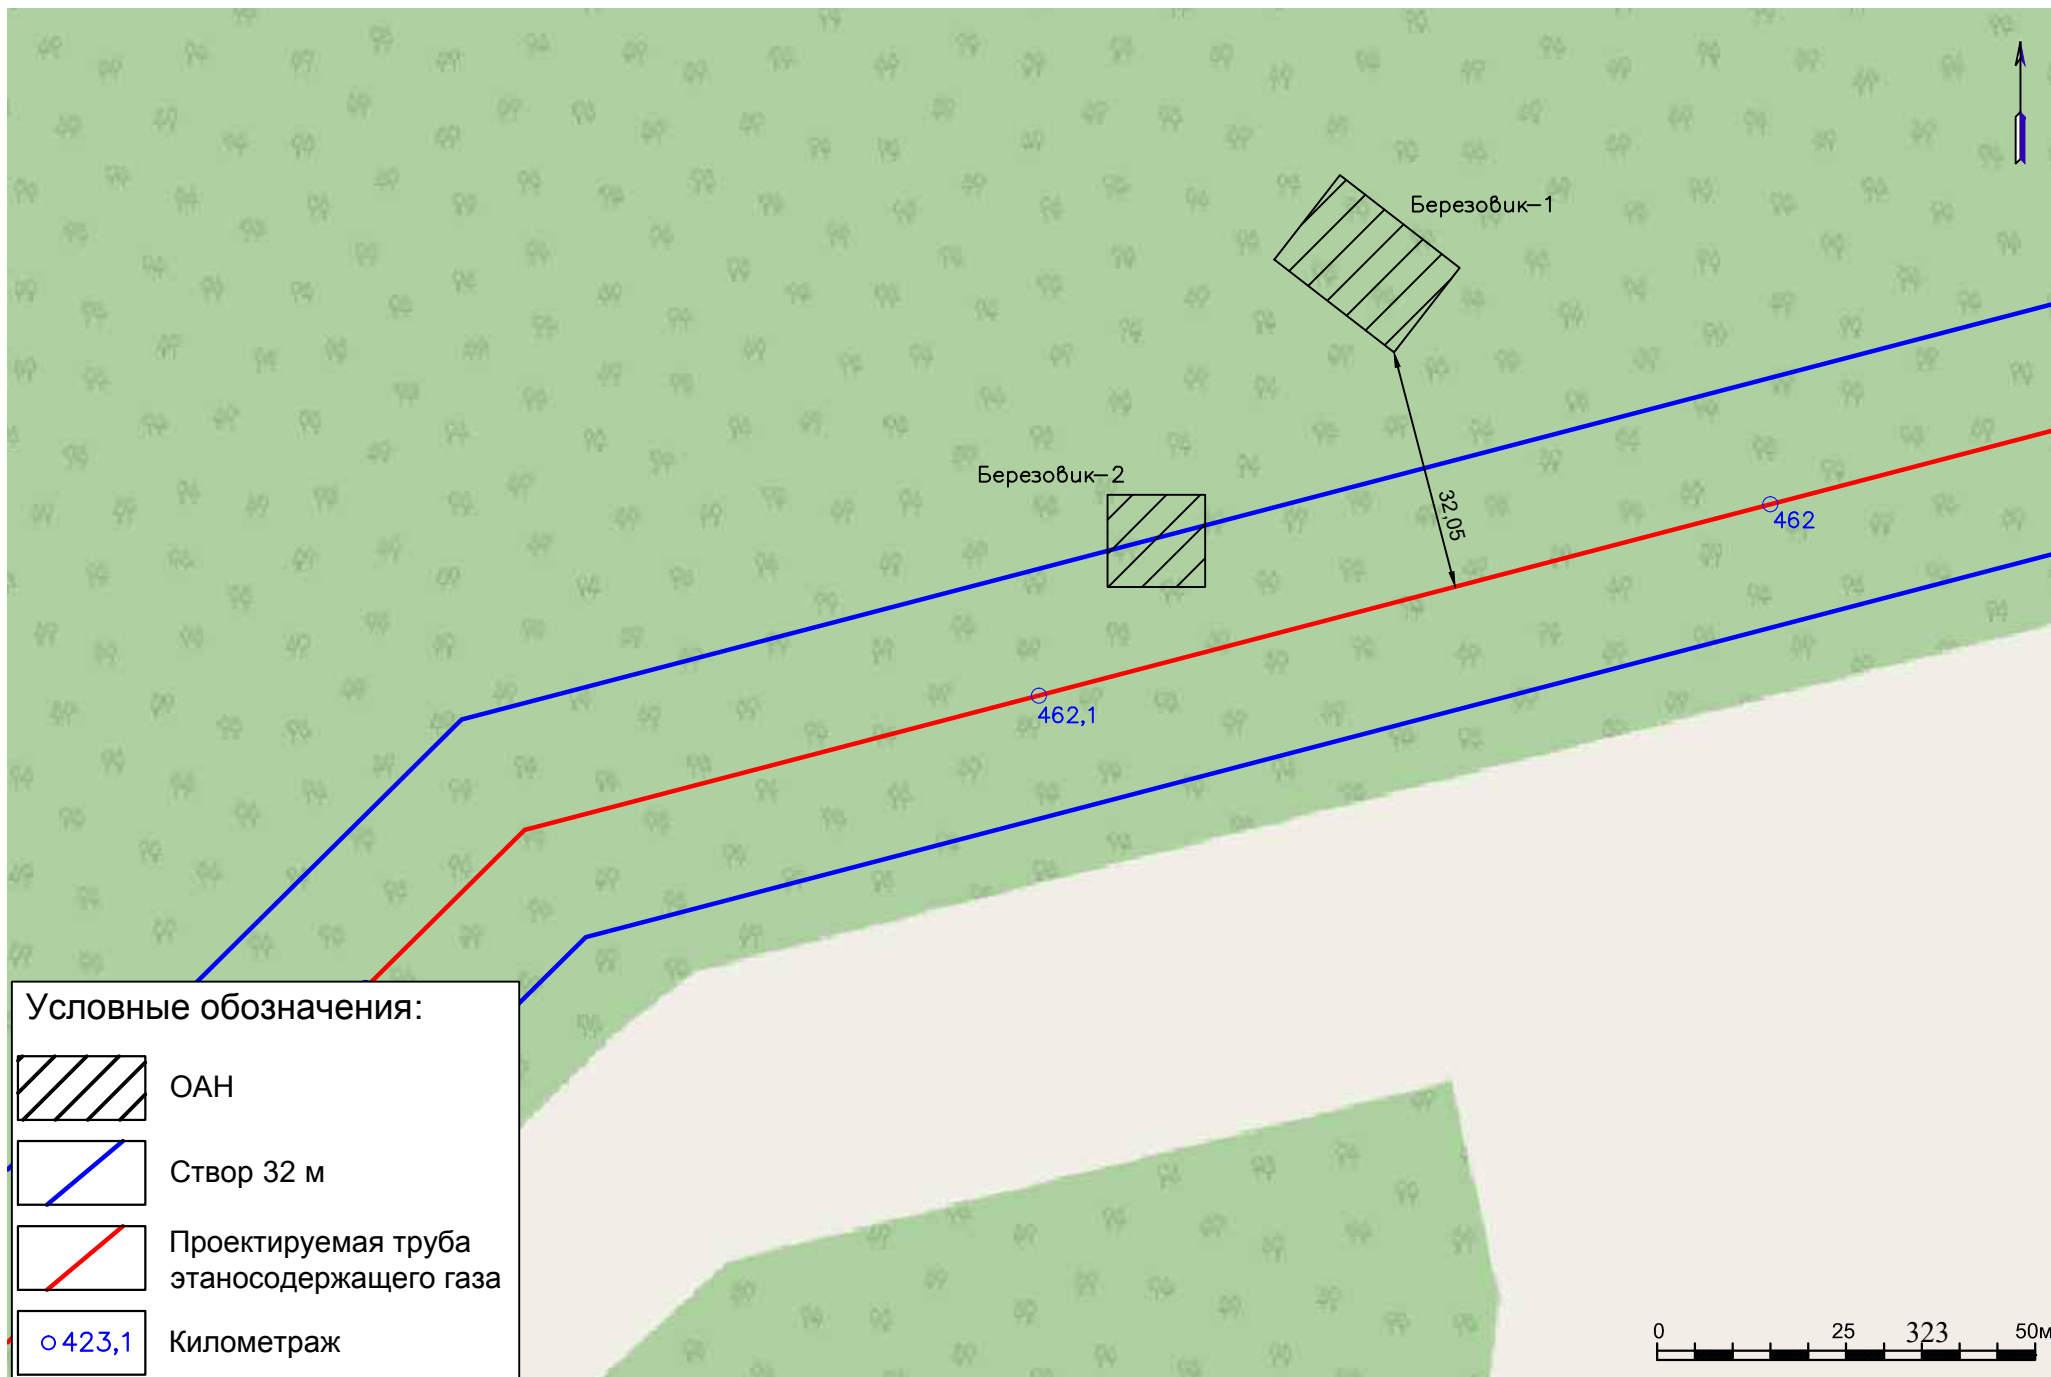 Березовик-1
Березовик-2
32,05
462
462,1
Условные обозначения:
ОАН
Створ 32 м
Проектируемая труба
этаносодержащего газа
423,1
Километраж
0 25 323 50м